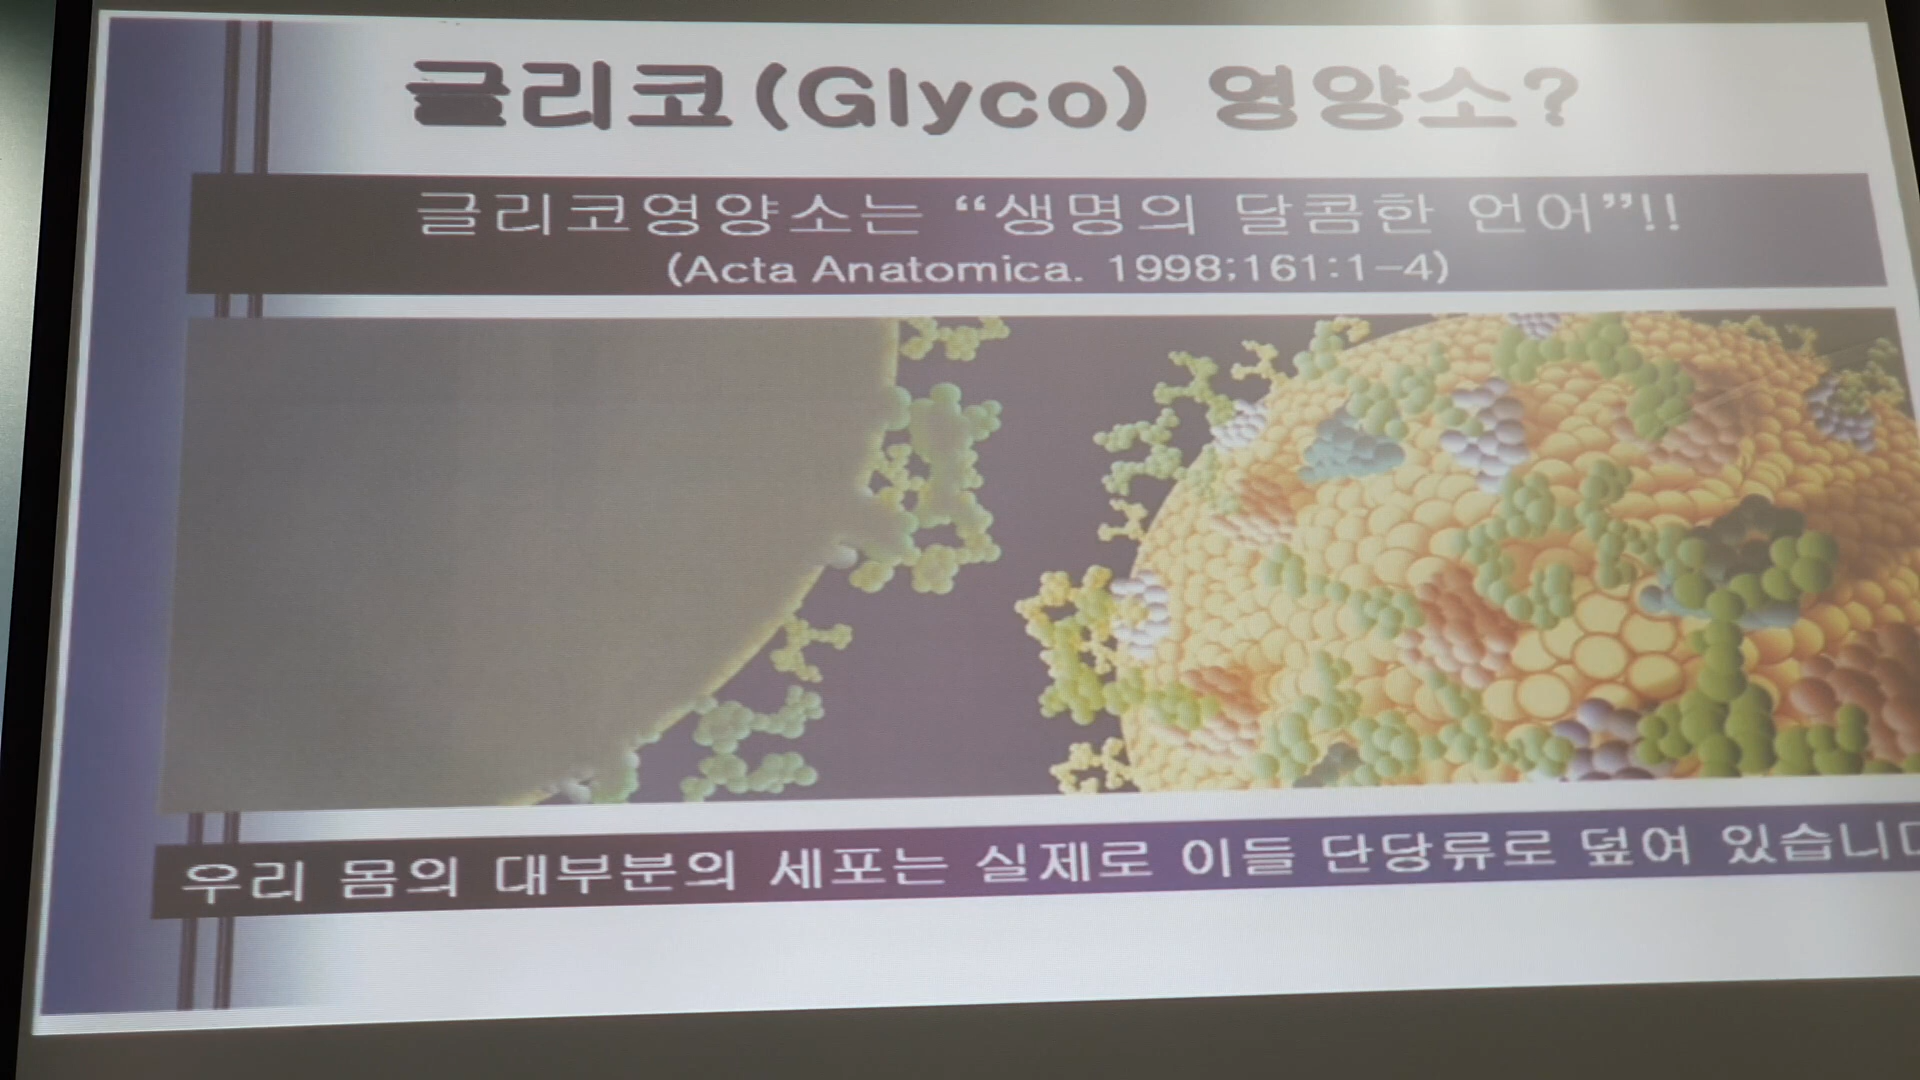 글리코(Glyco) 영양소?
글리코영양소는 “생명의 달콤한 언어”!!
(Acta Anatomica. 1998;161:1-4)
우리 몸의 대부분의 세포는 실제로 이들 단당류로 덮여 있습니다